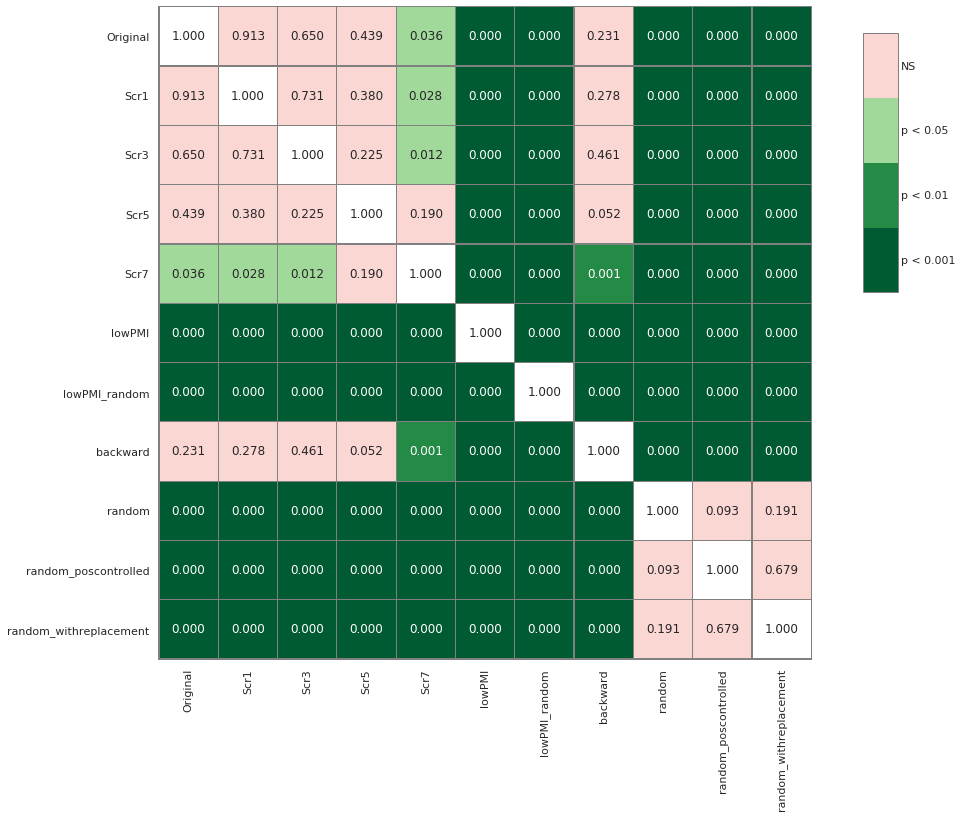 Original 1.000 0.913 0.650 0.439 0.036 0.000 0.000 0.231 0.000 0.000 0.000
Scr1 0.913 1.000 0.731 0.380 0.028 0.000 0.000 0.278 0.000 0.000 0.000
Scr3 0.650 0.731 1.000 0.225 0.012 0.000 0.000 0.461 0.000 0.000 0.000
Scr5 0.439 0.380 0.225 1.000 0.190 0.000 0.000 0.052 0.000 0.000 0.000
Scr7 0.036 0.028 0.012 0.190 1.000 0.000 0.000 0.001 0.000 0.000 0.000
lowPMI 0.000 0.000 0.000 0.000 0.000 1.000 0.000 0.000 0.000 0.000 0.000
lowPMI_random 0.000 0.000 0.000 0.000 0.000 0.000 1.000 0.000 0.000 0.000 0.000
backward 0.231 0.278 0.461 0.052 0.001 0.000 0.000 1.000 0.000 0.000 0.000
random 0.000 0.000 0.000 0.000 0.000 0.000 0.000 0.000 1.000 0.093 0.191
random_poscontrolled 0.000 0.000 0.000 0.000 0.000 0.000 0.000 0.000 0.093 1.000 0.679
random_withreplacement 0.000 0.000 0.000 0.000 0.000 0.000 0.000 0.000 0.191 0.679 1.000
Original Scr1 Scr3 Scr5 Scr7 lowPMI lowPMI_random backward random random_poscontrolled random_withreplacement
NS
p < 0.05
p < 0.01
p < 0.001